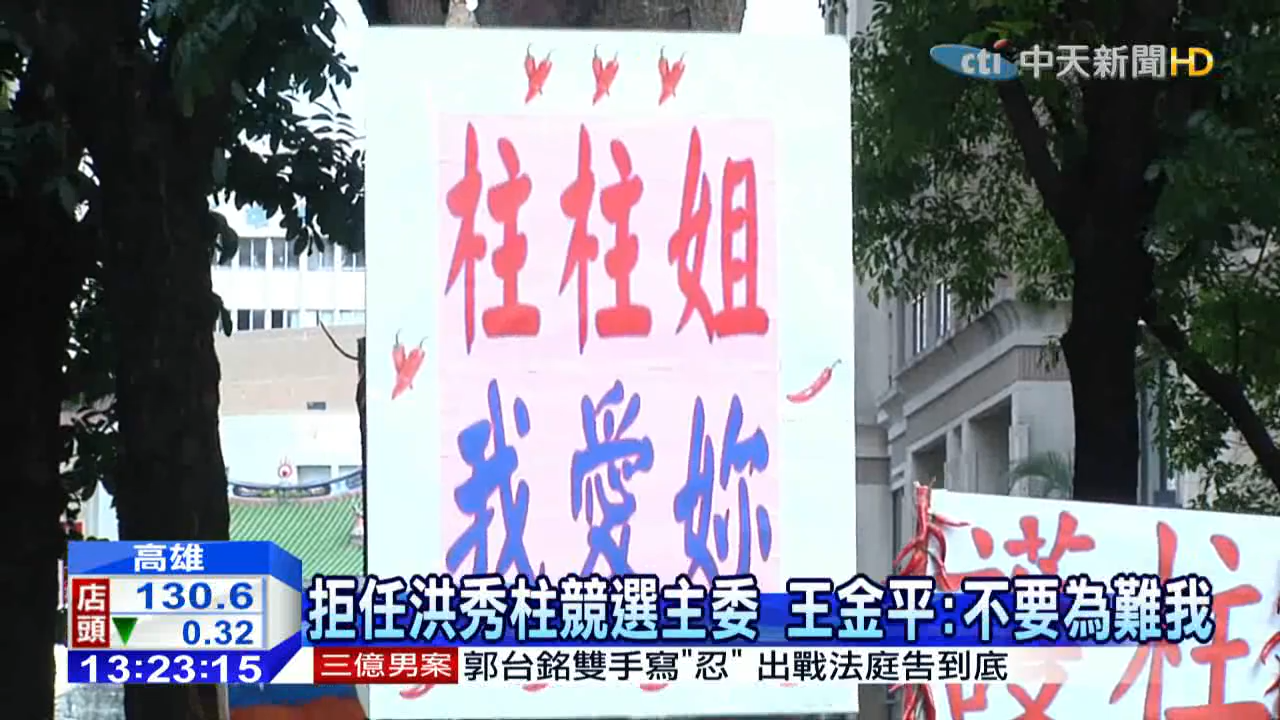 cti 中天新聞HD
柱柱姐
我愛妳
護柱
高雄
店頭 130.6
▼ 0.32
13:23:15
拒任洪秀柱競選主委 王金平:不要為難我
三億男案 郭台銘雙手寫"忍" 出戰法庭告到底